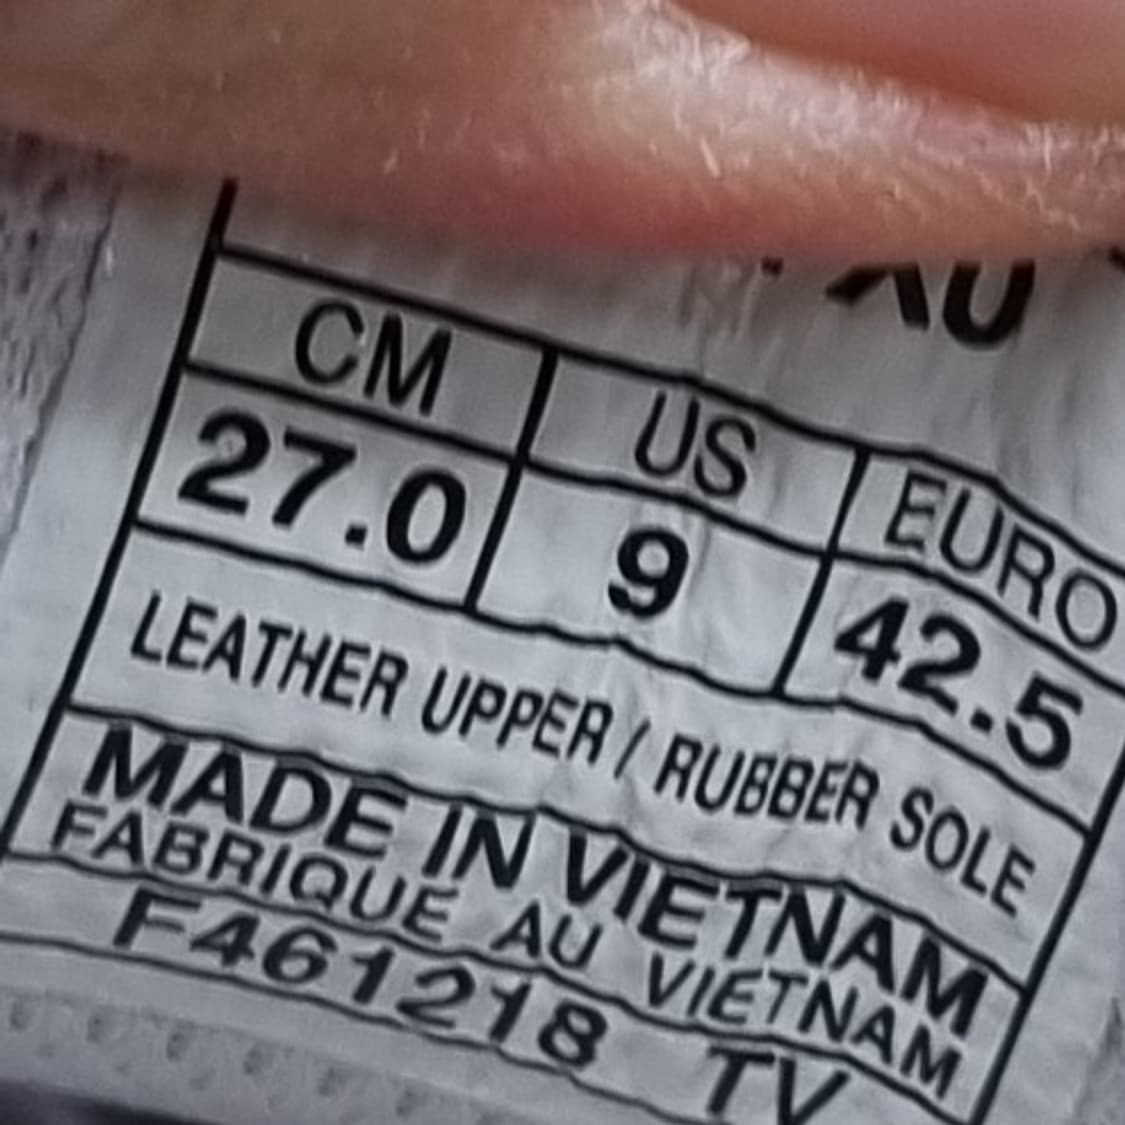 CM US EURO
27.0 9 42.5
LEATHER UPPER / RUBBER SOLE
MADE IN VIETNAM
FABRIQUE AU VIETNAM
F461218 TV